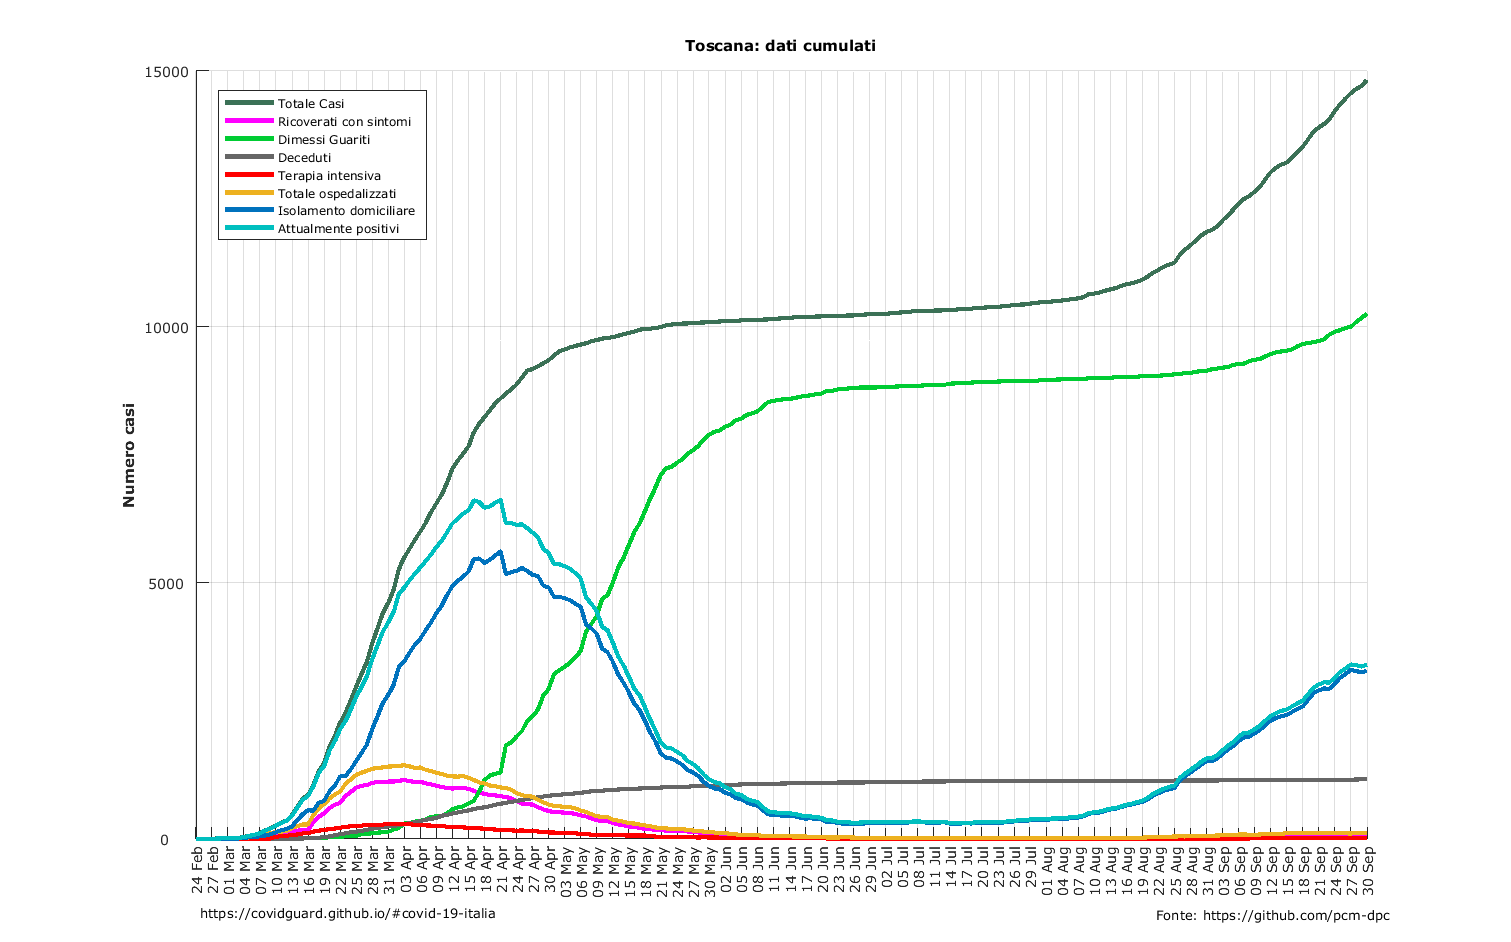 Toscana: dati cumulati
Numero casi
15000
10000
5000
0
Totale Casi
Ricoverati con sintomi
Dimessi Guariti
Deceduti
Terapia intensiva
Totale ospedalizzati
Isolamento domiciliare
Attualmente positivi
24 Feb
27 Feb
01 Mar
04 Mar
07 Mar
10 Mar
13 Mar
16 Mar
19 Mar
22 Mar
25 Mar
28 Mar
31 Mar
03 Apr
06 Apr
09 Apr
12 Apr
15 Apr
18 Apr
21 Apr
24 Apr
27 Apr
30 Apr
03 May
06 May
09 May
12 May
15 May
18 May
21 May
24 May
27 May
30 May
02 Jun
05 Jun
08 Jun
11 Jun
14 Jun
17 Jun
20 Jun
23 Jun
26 Jun
29 Jun
02 Jul
05 Jul
08 Jul
11 Jul
14 Jul
17 Jul
20 Jul
23 Jul
26 Jul
29 Jul
01 Aug
04 Aug
07 Aug
10 Aug
13 Aug
16 Aug
19 Aug
22 Aug
25 Aug
28 Aug
31 Aug
03 Sep
06 Sep
09 Sep
12 Sep
15 Sep
18 Sep
21 Sep
24 Sep
27 Sep
30 Sep
https://covidguard.github.io/#covid-19-italia
Fonte: https://github.com/pcm-dpc